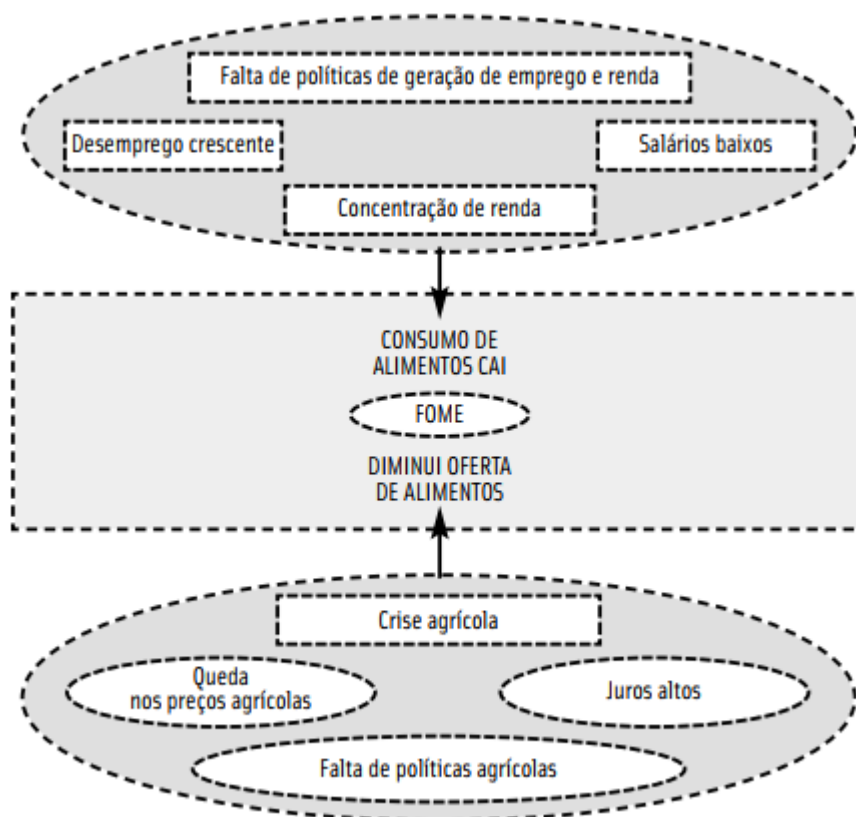 Falta de políticas de geração de emprego e renda
Desemprego crescente
Salários baixos
Concentração de renda
CONSUMO DE
ALIMENTOS CAI
FOME
DIMINUI OFERTA
DE ALIMENTOS
Crise agrícola
Queda
nos preços agrícolas
Juros altos
Falta de políticas agrícolas